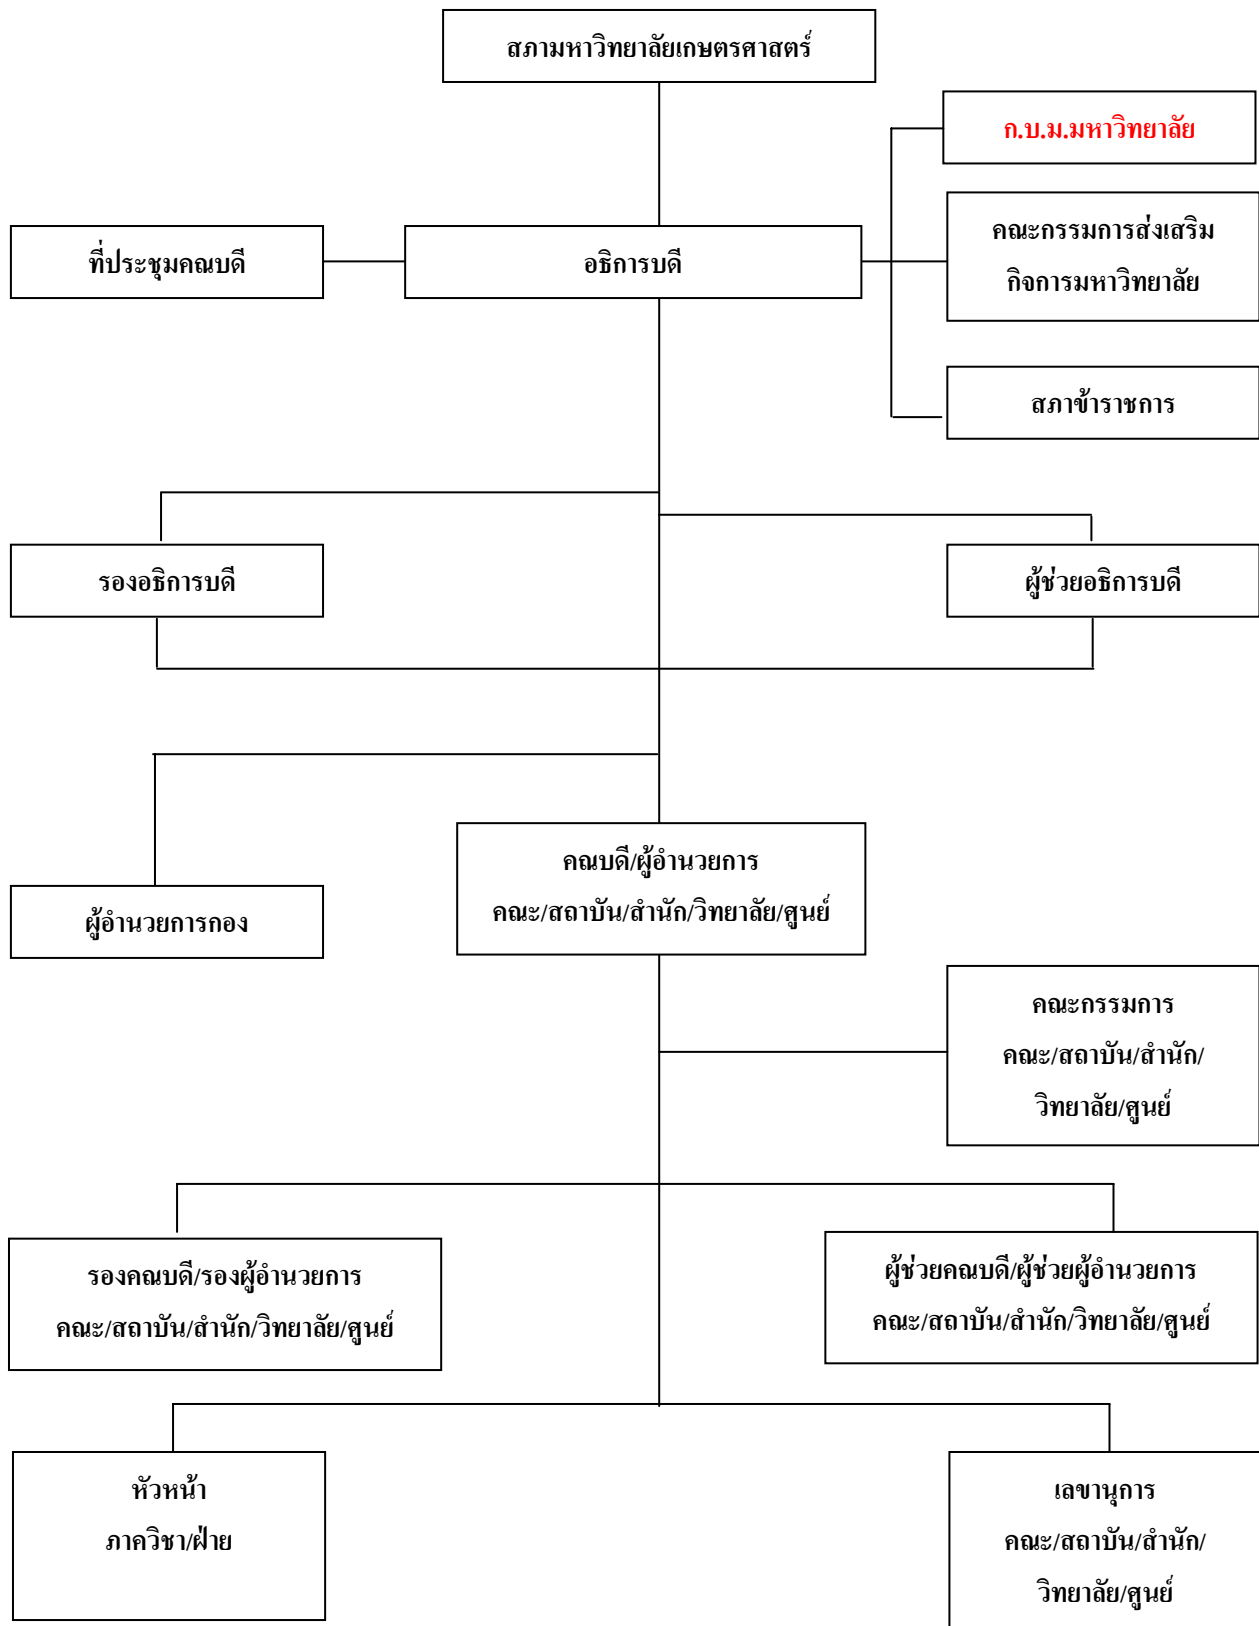 สภามหาวิทยาลัยเกษตรศาสตร์
ก.บ.ม.มหาวิทยาลัย
คณะกรรมการส่งเสริม
กิจการมหาวิทยาลัย
ที่ประชุมคณบดี
อธิการบดี
สภาข้าราชการ
รองอธิการบดี
ผู้ช่วยอธิการบดี
คณบดี/ผู้อำนวยการ
คณะ/สถาบัน/สำนัก/วิทยาลัย/ศูนย์
ผู้อำนวยการกอง
คณะกรรมการ
คณะ/สถาบัน/สำนัก/
วิทยาลัย/ศูนย์
รองคณบดี/รองผู้อำนวยการ
คณะ/สถาบัน/สำนัก/วิทยาลัย/ศูนย์
ผู้ช่วยคณบดี/ผู้ช่วยผู้อำนวยการ
คณะ/สถาบัน/สำนัก/วิทยาลัย/ศูนย์
หัวหน้า
ภาควิชา/ฝ่าย
เลขานุการ
คณะ/สถาบัน/สำนัก/
วิทยาลัย/ศูนย์